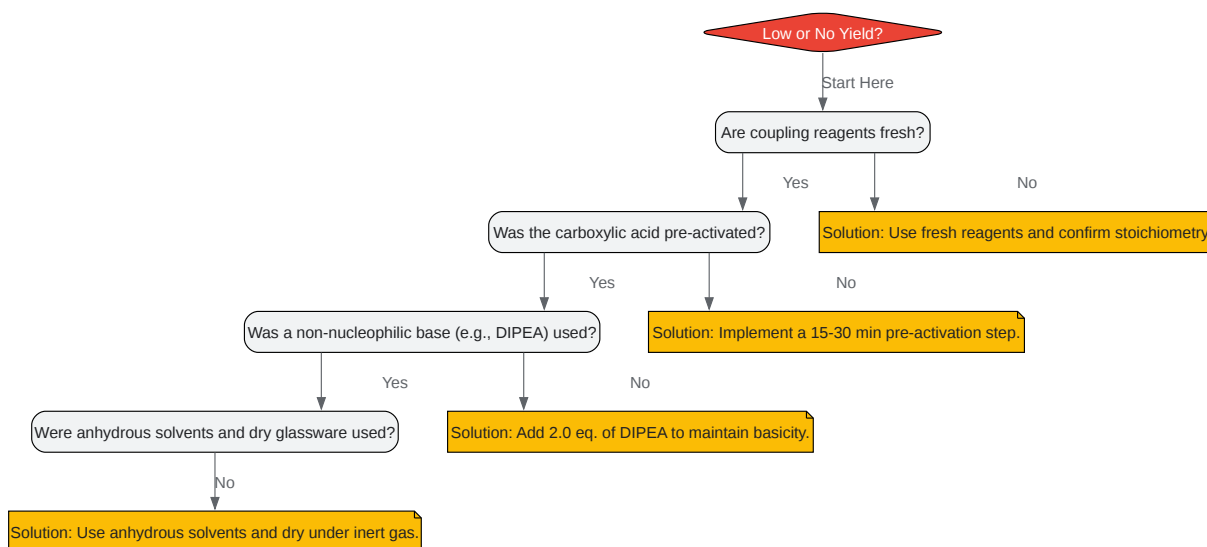 Low or No Yield?
Start Here
Are coupling reagents fresh?
Yes
No
Was the carboxylic acid pre-activated?
Solution: Use fresh reagents and confirm stoichiometry
Yes
No
Was a non-nucleophilic base (e.g., DIPEA) used?
Solution: Implement a 15-30 min pre-activation step.
Yes
No
Were anhydrous solvents and dry glassware used?
Solution: Add 2.0 eq. of DIPEA to maintain basicity.
No
Solution: Use anhydrous solvents and dry under inert gas.